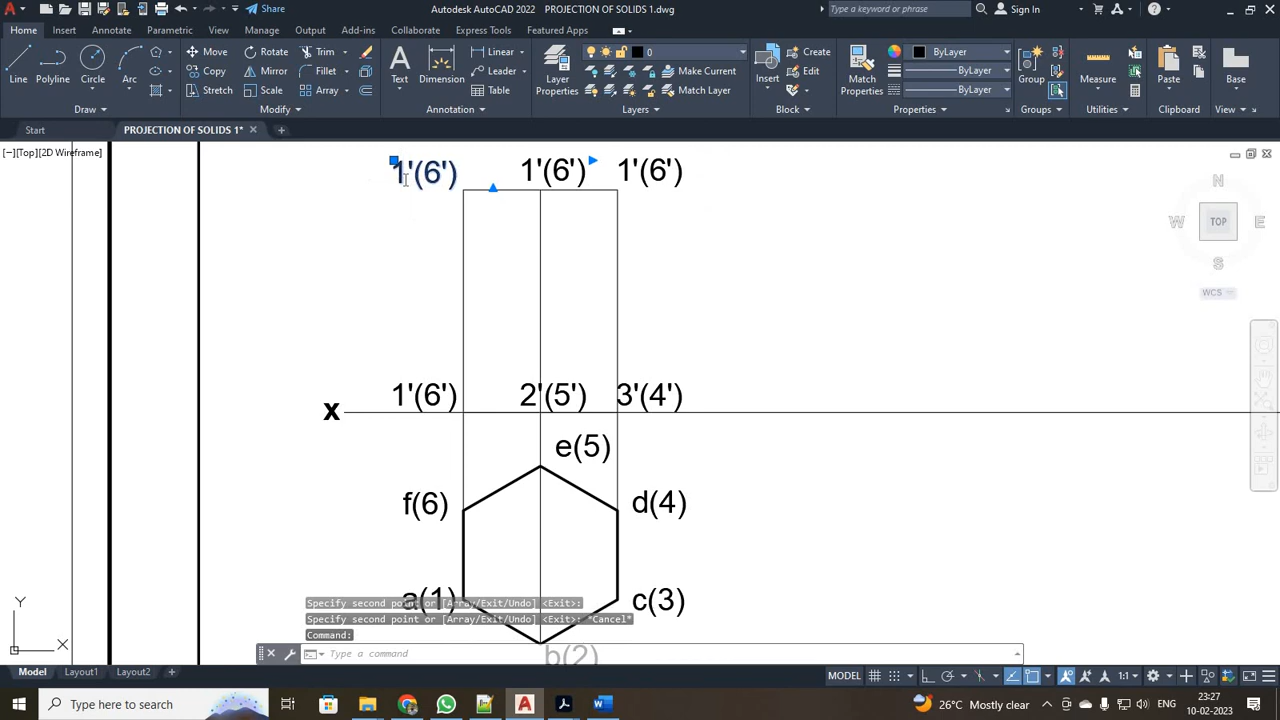 Share
Autodesk AutoCAD 2022 PROJECTION OF SOLIDS 1.dwg
Type a keyword or phrase
Sign In
Home Insert Annotate Parametric View Manage Output Add-ins Collaborate Express Tools Featured Apps
Line Polyline Circle Arc
Move Rotate Trim
Copy Mirror Fillet
Stretch Scale Array
Text Dimension
Linear
Leader
Table
Layer Properties
0
Make Current
Match Layer
Insert
Create
Edit
Match Properties
ByLayer
ByLayer
ByLayer
Group
Measure
Paste
Base
Draw Modify Annotation Layers Block Properties Groups Utilities Clipboard View
Start PROJECTION OF SOLIDS 1*
[−][Top][2D Wireframe]
1'(6') 1'(6') 1'(6')
N
W TOP E
S
WCS
1'(6') 2'(5') 3'(4')
X
e(5)
f(6) d(4)
a(1) c(3)
b(2)
Y
X
Specify second point or [Array/Exit/Undo] <Exit>:
Specify second point or [Array/Exit/Undo] <Exit>: *Cancel*
Command:
Type a command
Model Layout1 Layout2 +
MODEL 1:1
Type here to search
26°C Mostly clear
ENG
23:27
10-02-2023